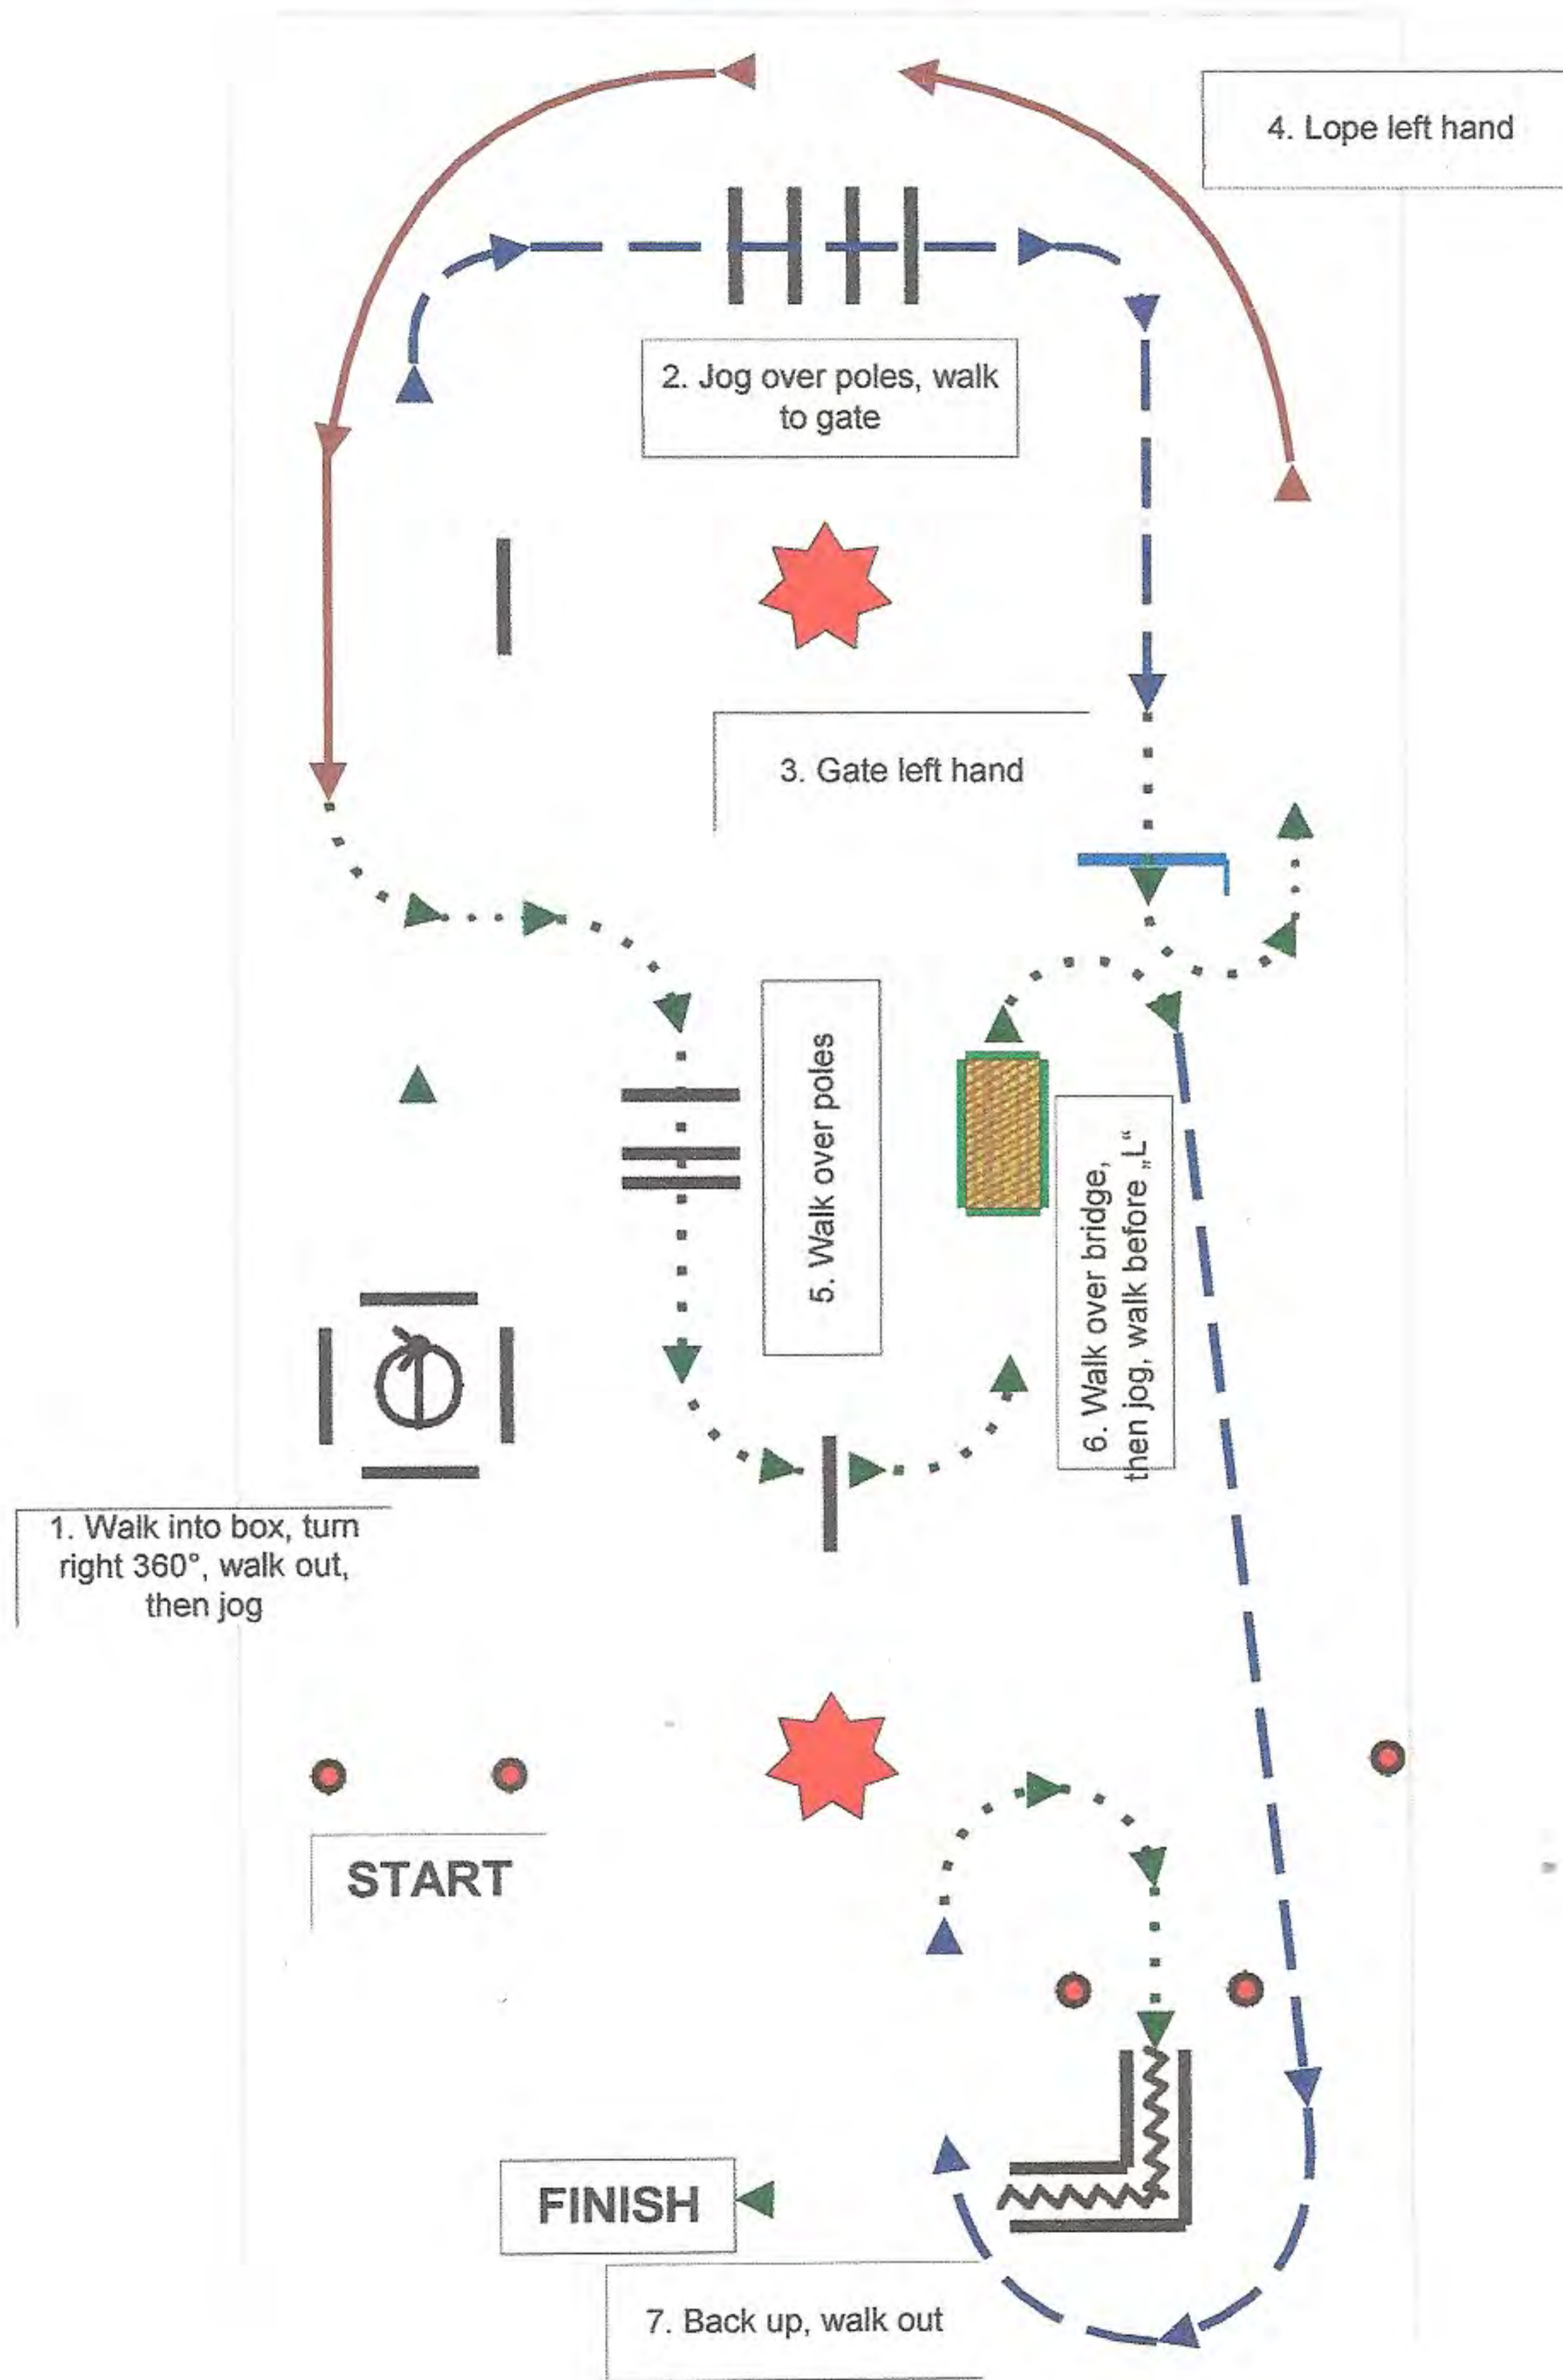 4. Lope left hand
2. Jog over poles, walk
to gate
3. Gate left hand
5. Walk over poles
6. Walk over bridge,
then jog, walk before „L“
1. Walk into box, turn
right 360°, walk out,
then jog
START
FINISH
7. Back up, walk out